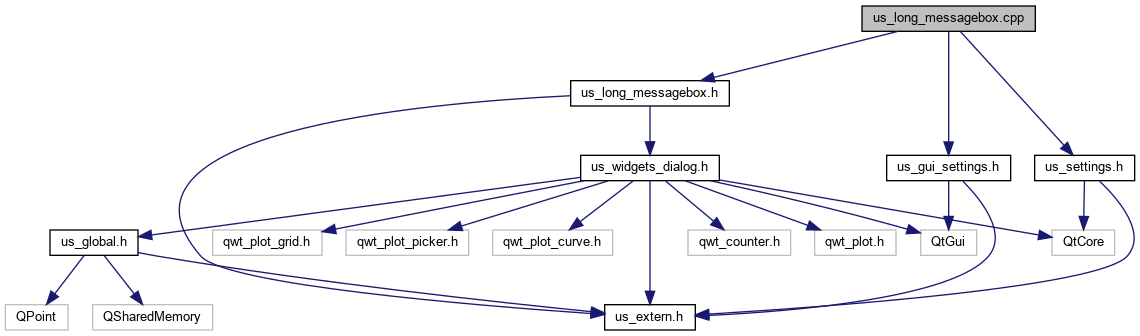 us_long_messagebox.cpp
us_long_messagebox.h
us_widgets_dialog.h
us_gui_settings.h
us_settings.h
us_global.h
qwt_plot_grid.h
qwt_plot_picker.h
qwt_plot_curve.h
qwt_counter.h
qwt_plot.h
QtGui
QtCore
QPoint
QSharedMemory
us_extern.h